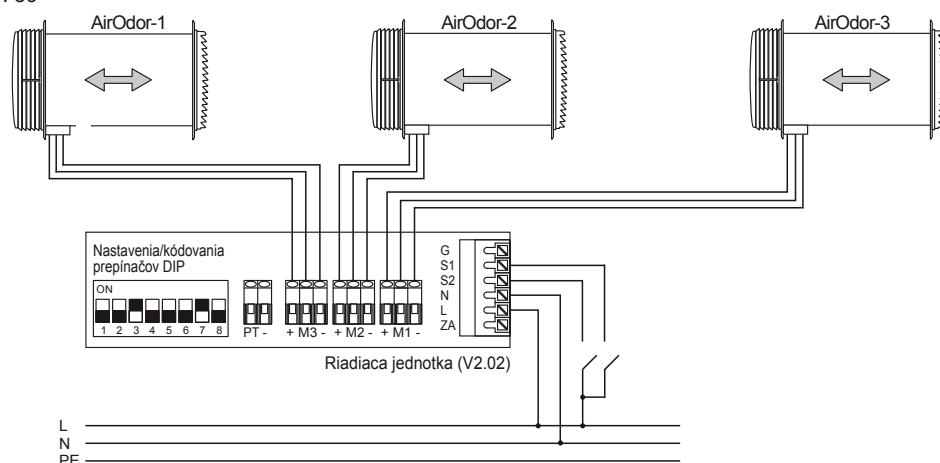 AirOdor-1
AirOdor-2
AirOdor-3
Nastavenia/kódovania
prepínačov DIP
ON
1 2 3 4 5 6 7 8
PT - + M3 - + M2 - + M1 -
G
S1
S2
N
L
ZA
Riadiaca jednotka (V2.02)
L
N
PE